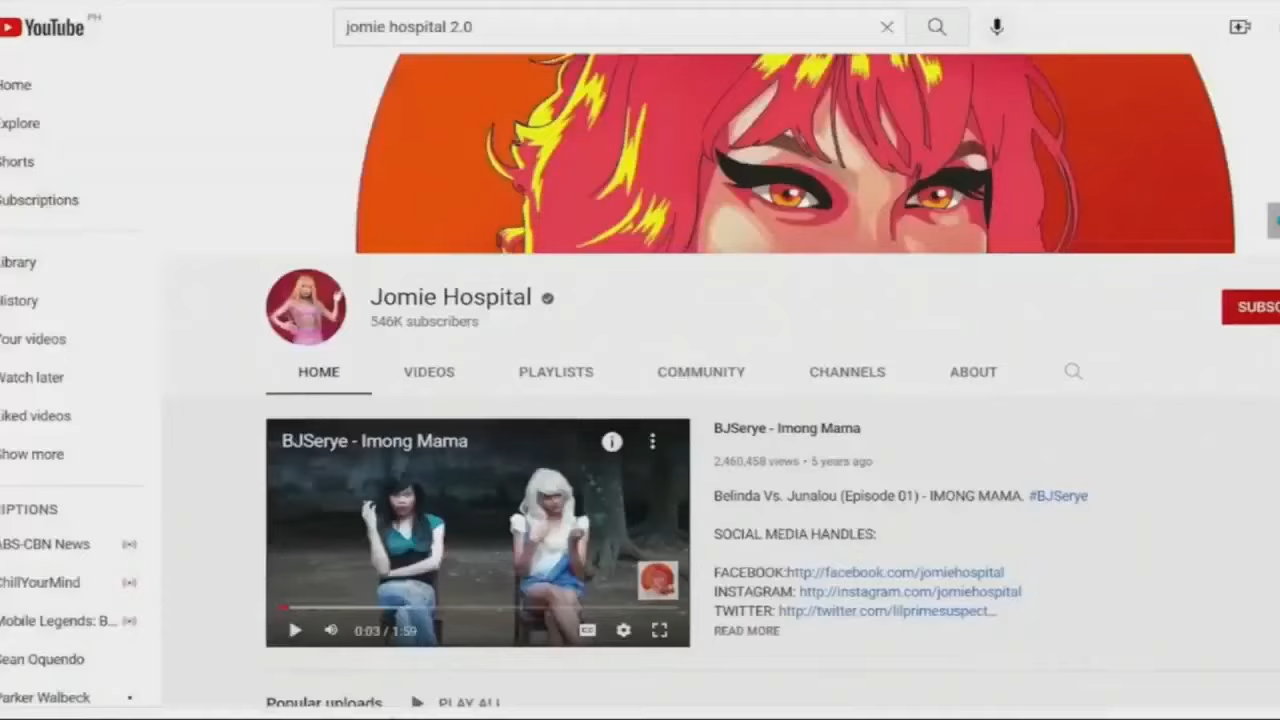 YouTube PH
jomie hospital 2.0
Home
Explore
Shorts
Subscriptions
Library
History
Your videos
Watch later
Liked videos
Show more
IPTIONS
ABS-CBN News
ChillYourMind
Mobile Legends: B...
Sean Oquendo
Parker Walbeck
Jomie Hospital
546K subscribers
SUBSC
HOME
VIDEOS
PLAYLISTS
COMMUNITY
CHANNELS
ABOUT
BJSerye - Imong Mama
0:03 / 1:59
CC
BJSerye - Imong Mama
2,460,458 views • 5 years ago
Belinda Vs. Junalou (Episode 01) - IMONG MAMA. #BJSerye
SOCIAL MEDIA HANDLES:
FACEBOOK:http://facebook.com/jomiehospital
INSTAGRAM: http://instagram.com/jomiehospital
TWITTER: http://twitter.com/lilprimesuspect...
READ MORE
Popular uploads
PLAY ALL